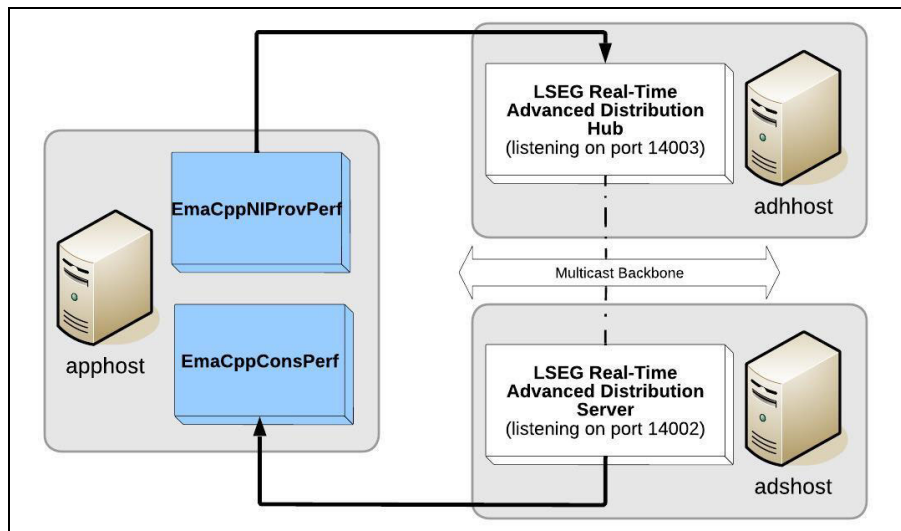 LSEG Real-Time
Advanced Distribution
Hub
(listening on port 14003)
adhhost
EmaCppNIProvPerf
apphost
EmaCppConsPerf
Multicast Backbone
LSEG Real-Time
Advanced Distribution
Server
(listening on port 14002)
adshost